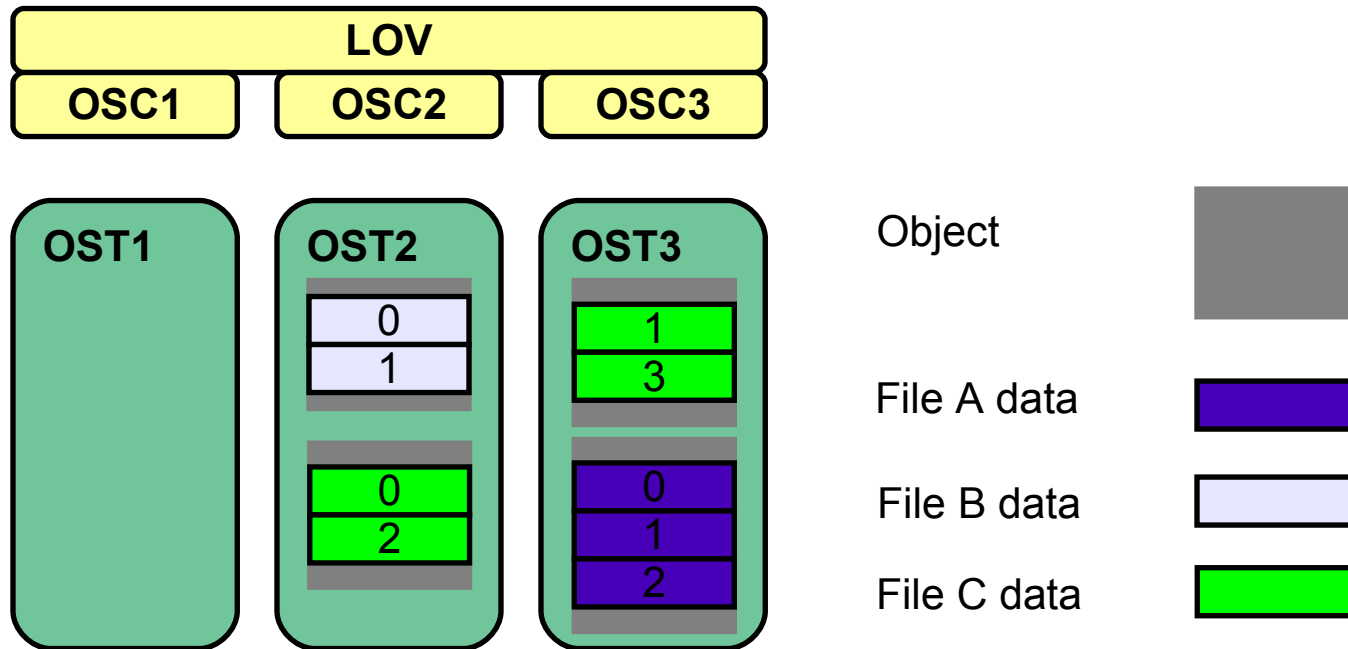 LOV
OSC1 OSC2 OSC3
OST1 OST2 OST3
0
1
0
2
1
3
0
1
2
Object
File A data
File B data
File C data